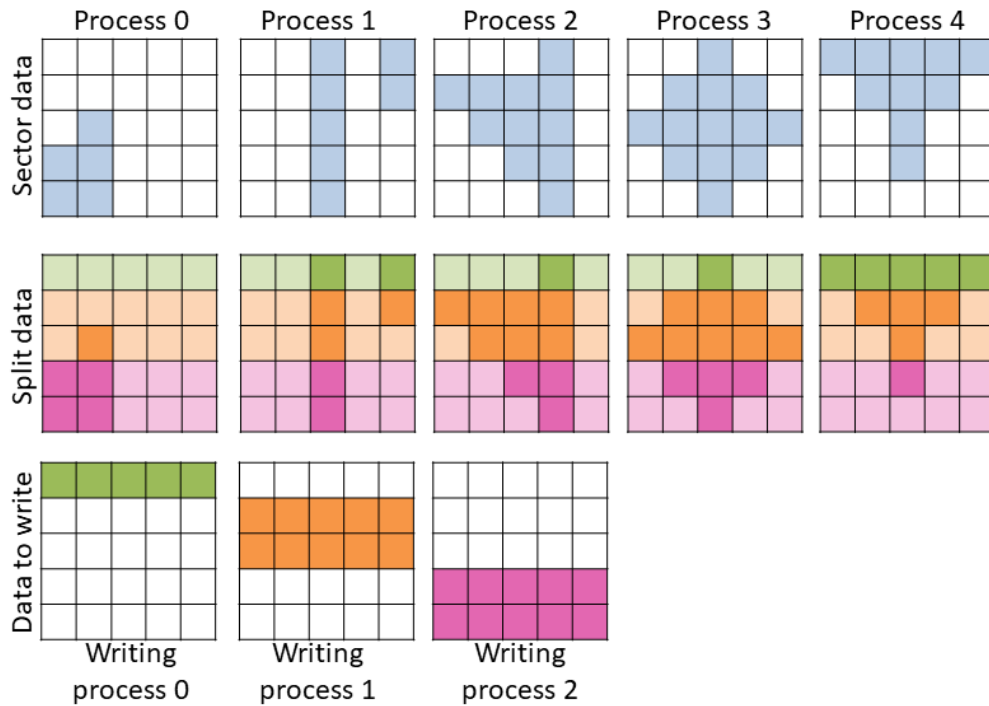 Process 0
Process 1
Process 2
Process 3
Process 4
Sector data
Split data
Data to write
Writing
process 0
Writing
process 1
Writing
process 2